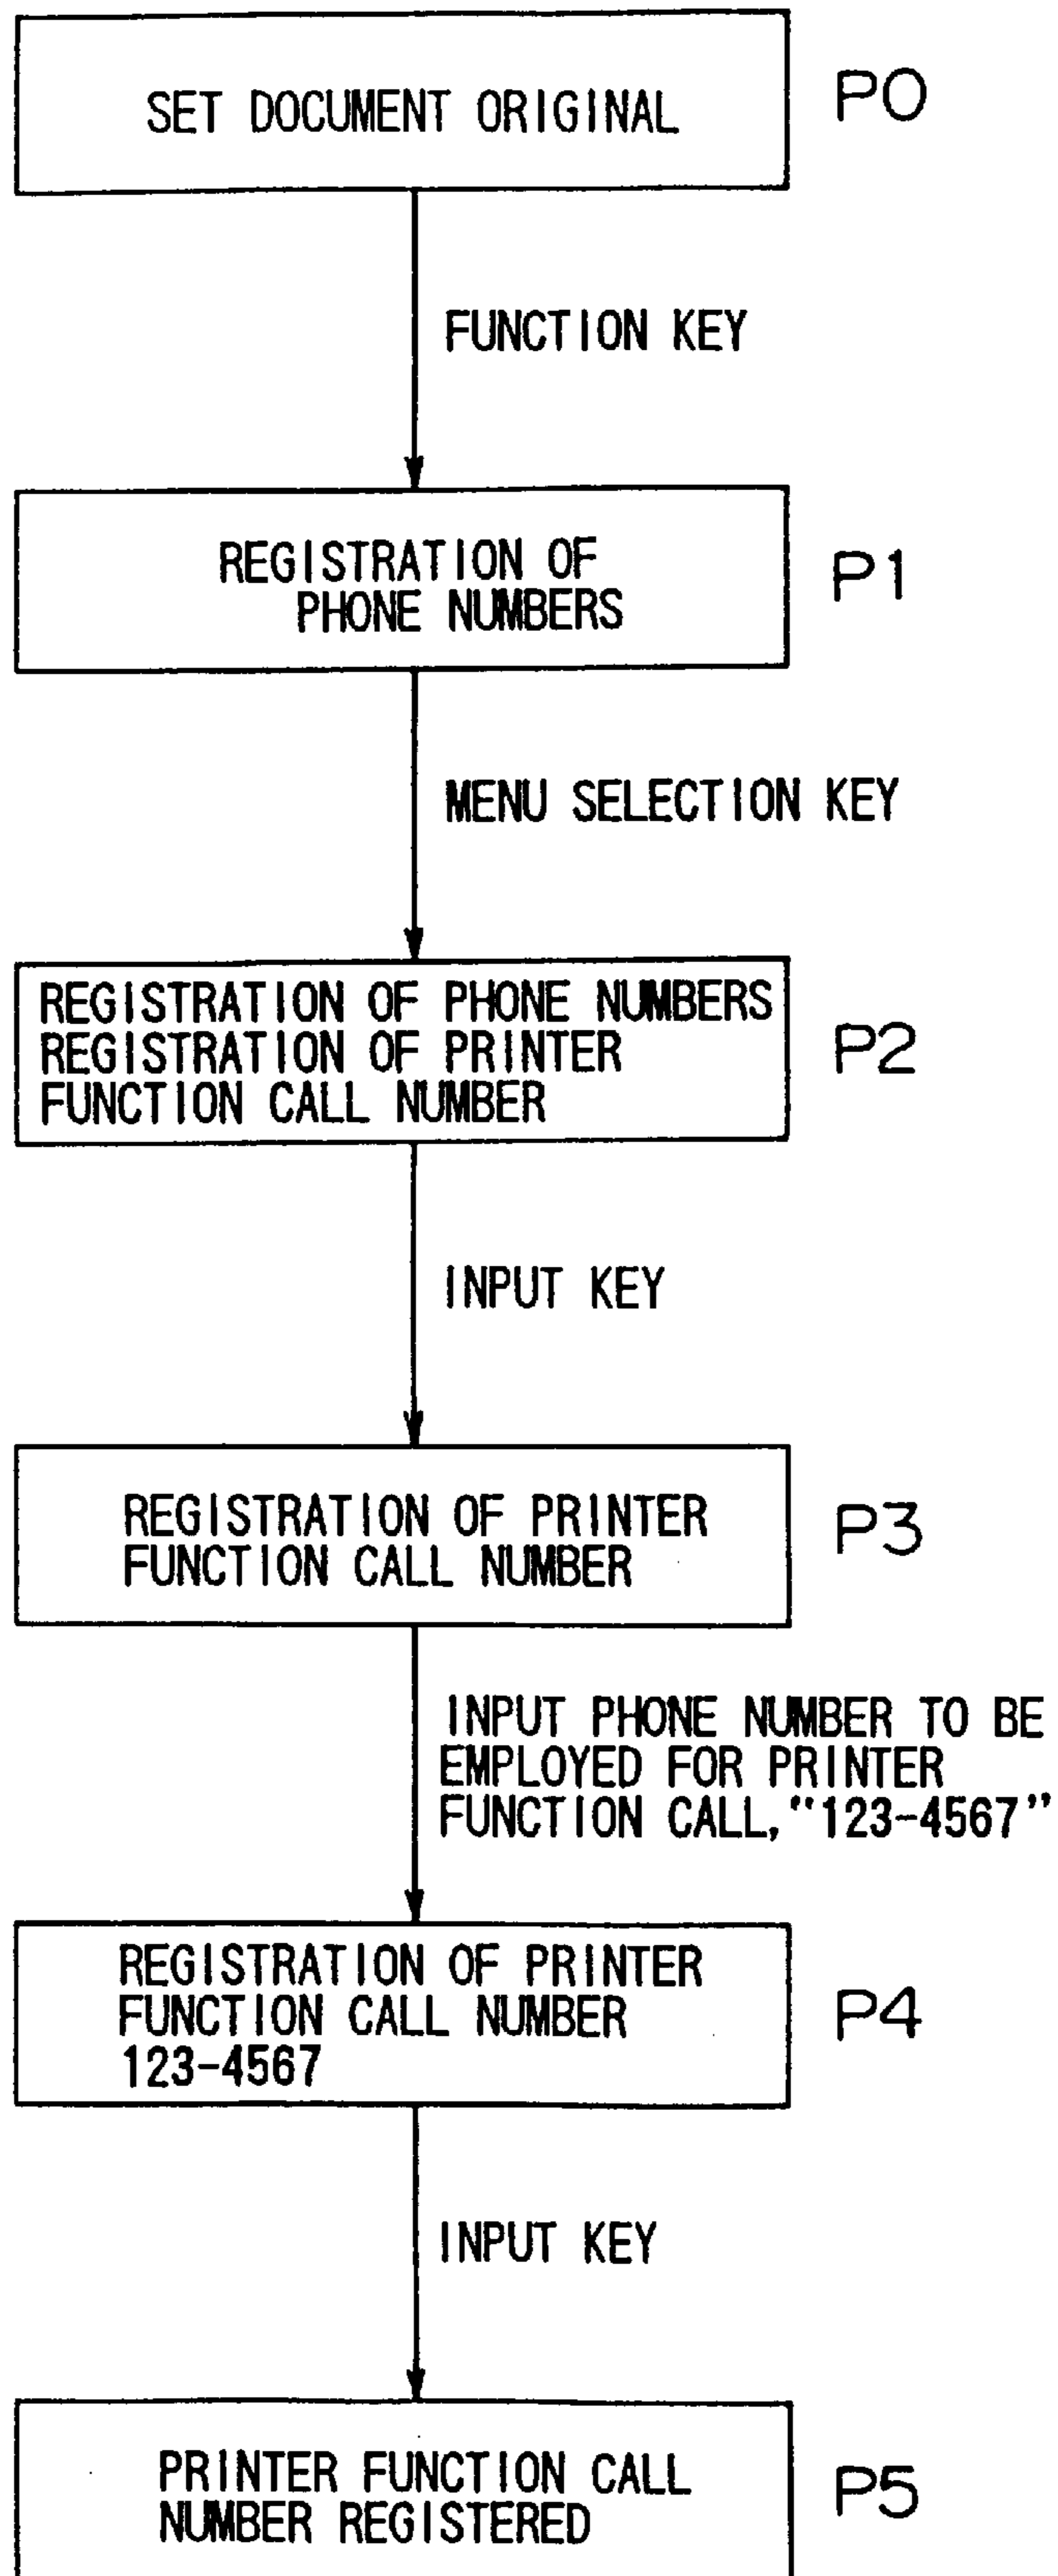 SET DOCUMENT ORIGINAL
P0
FUNCTION KEY
REGISTRATION OF
PHONE NUMBERS
P1
MENU SELECTION KEY
REGISTRATION OF PHONE NUMBERS
REGISTRATION OF PRINTER
FUNCTION CALL NUMBER
P2
INPUT KEY
REGISTRATION OF PRINTER
FUNCTION CALL NUMBER
P3
INPUT PHONE NUMBER TO BE
EMPLOYED FOR PRINTER
FUNCTION CALL, "123-4567"
REGISTRATION OF PRINTER
FUNCTION CALL NUMBER
123-4567
P4
INPUT KEY
PRINTER FUNCTION CALL
NUMBER REGISTERED
P5